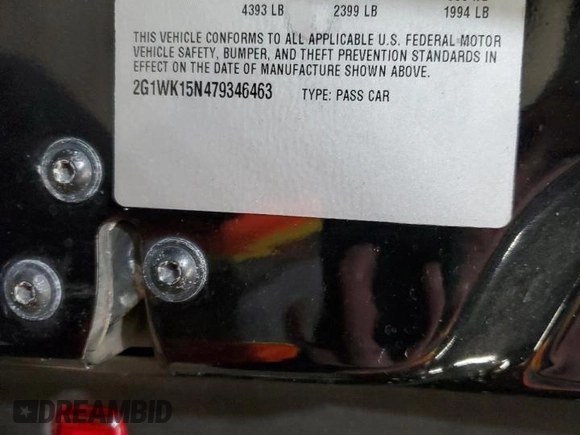 4393 LB 2399 LB 1994 LB
THIS VEHICLE CONFORMS TO ALL APPLICABLE U.S. FEDERAL MOTOR
VEHICLE SAFETY, BUMPER, AND THEFT PREVENTION STANDARDS IN
EFFECT ON THE DATE OF MANUFACTURE SHOWN ABOVE.
2G1WK15N479346463 TYPE: PASS CAR
DREAMBID